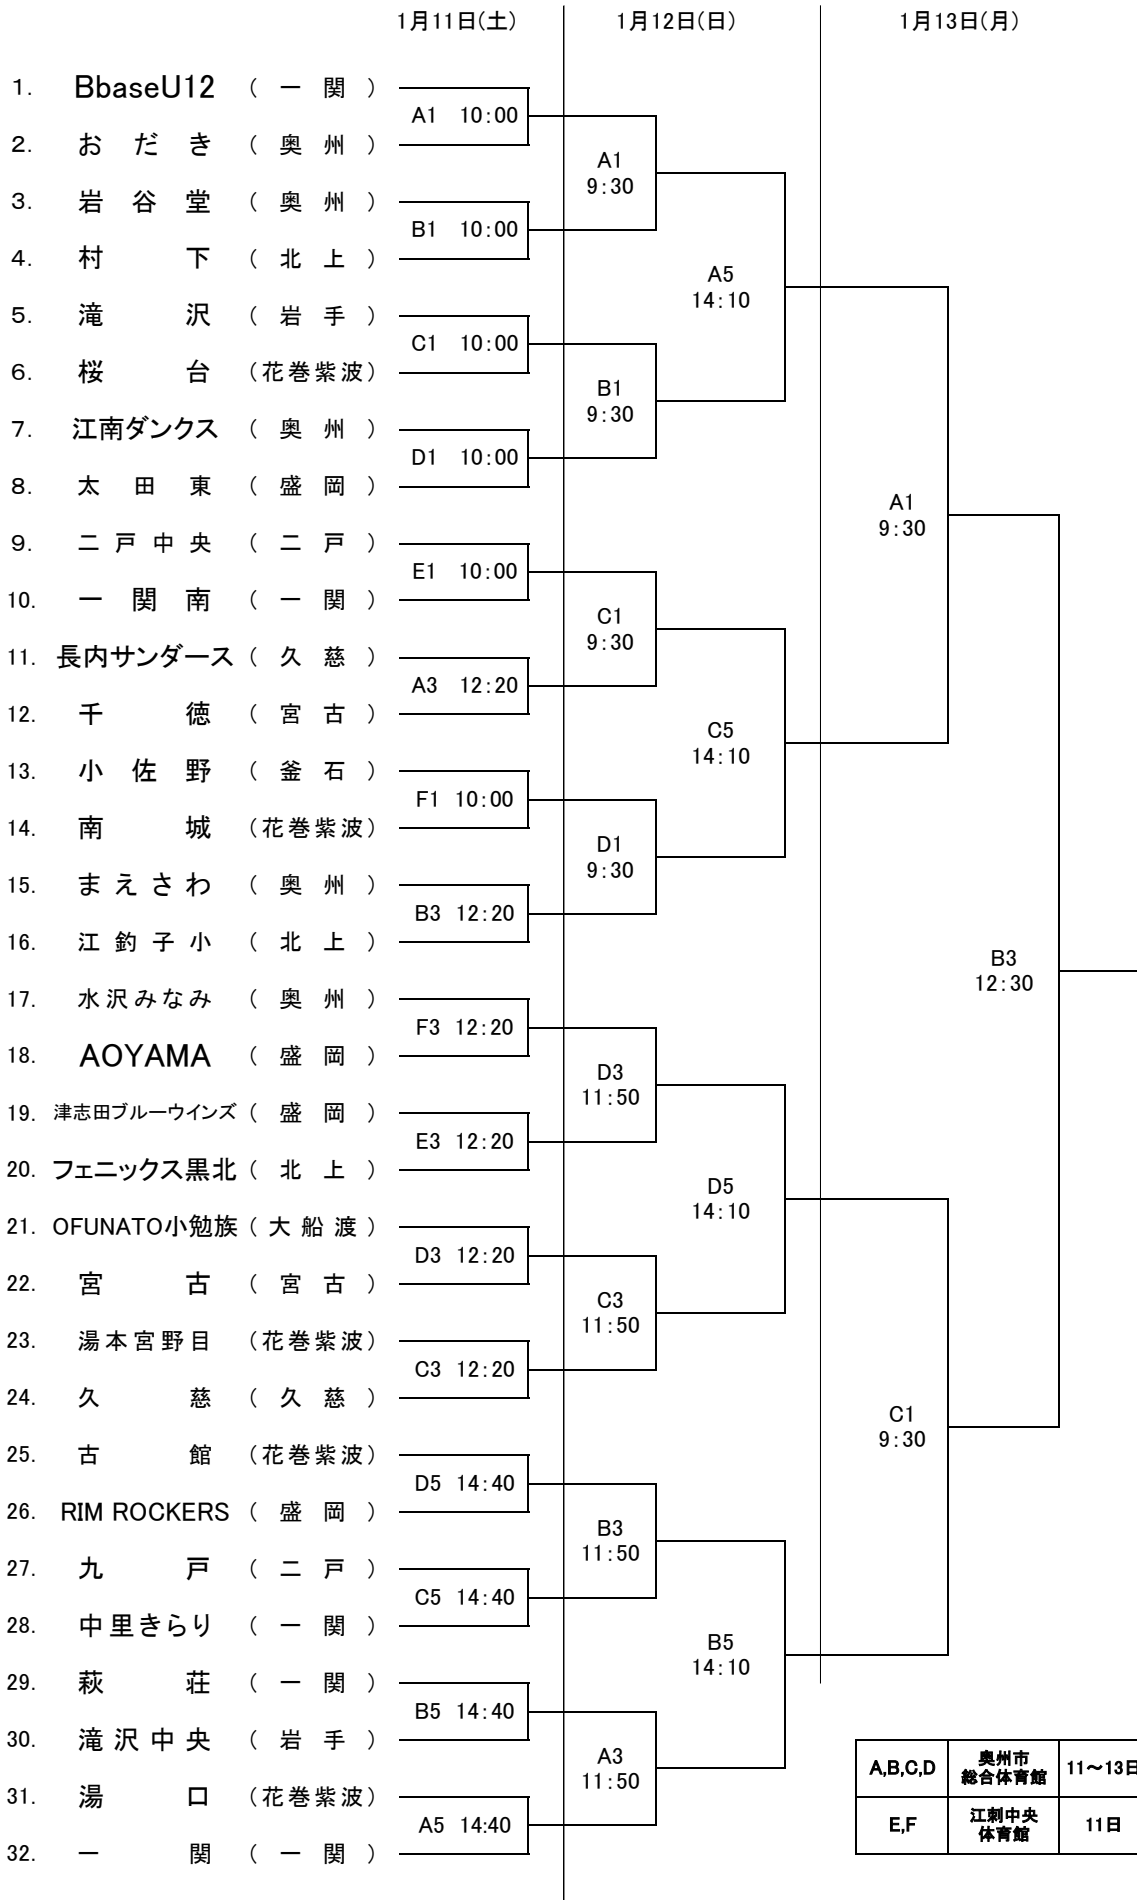 1月11日(土) 1月12日(日) 1月13日(月)
1. BbaseU12 （ 一 関 ）
A1 10:00
2. お だ き （ 奥 州 ）
A1
9:30
3. 岩 谷 堂 （ 奥 州 ）
B1 10:00
4. 村 下 （ 北 上 ）
A5
14:10
5. 滝 沢 （ 岩 手 ）
C1 10:00
6. 桜 台 （花巻紫波）
B1
9:30
7. 江南ダンクス （ 奥 州 ）
D1 10:00
8. 太 田 東 （ 盛 岡 ）
A1
9:30
9. 二 戸 中 央 （ 二 戸 ）
E1 10:00
10. 一 関 南 （ 一 関 ）
C1
9:30
11. 長内サンダース （ 久 慈 ）
A3 12:20
12. 千 徳 （ 宮 古 ）
C5
14:10
13. 小 佐 野 （ 釜 石 ）
F1 10:00
14. 南 城 （花巻紫波）
D1
9:30
15. ま え さ わ （ 奥 州 ）
B3 12:20
16. 江 釣 子 小 （ 北 上 ）
B3
12:30
17. 水沢みなみ （ 奥 州 ）
F3 12:20
18. AOYAMA （ 盛 岡 ）
D3
11:50
19. 津志田ブルーウインズ （ 盛 岡 ）
E3 12:20
20. フェニックス黒北 （ 北 上 ）
D5
14:10
21. OFUNATO小勉族 （ 大 船 渡 ）
D3 12:20
22. 宮 古 （ 宮 古 ）
C3
11:50
23. 湯本宮野目 （花巻紫波）
C3 12:20
24. 久 慈 （ 久 慈 ）
C1
9:30
25. 古 館 （花巻紫波）
D5 14:40
26. RIM ROCKERS （ 盛 岡 ）
B3
11:50
27. 九 戸 （ 二 戸 ）
C5 14:40
28. 中里きらり （ 一 関 ）
B5
14:10
29. 萩 荘 （ 一 関 ）
B5 14:40
30. 滝 沢 中 央 （ 岩 手 ）
A3
11:50
31. 湯 口 （花巻紫波）
A5 14:40
32. 一 関 （ 一 関 ）
A,B,C,D 奥州市 総合体育館 11～13日
E,F 江刺中央 体育館 11日